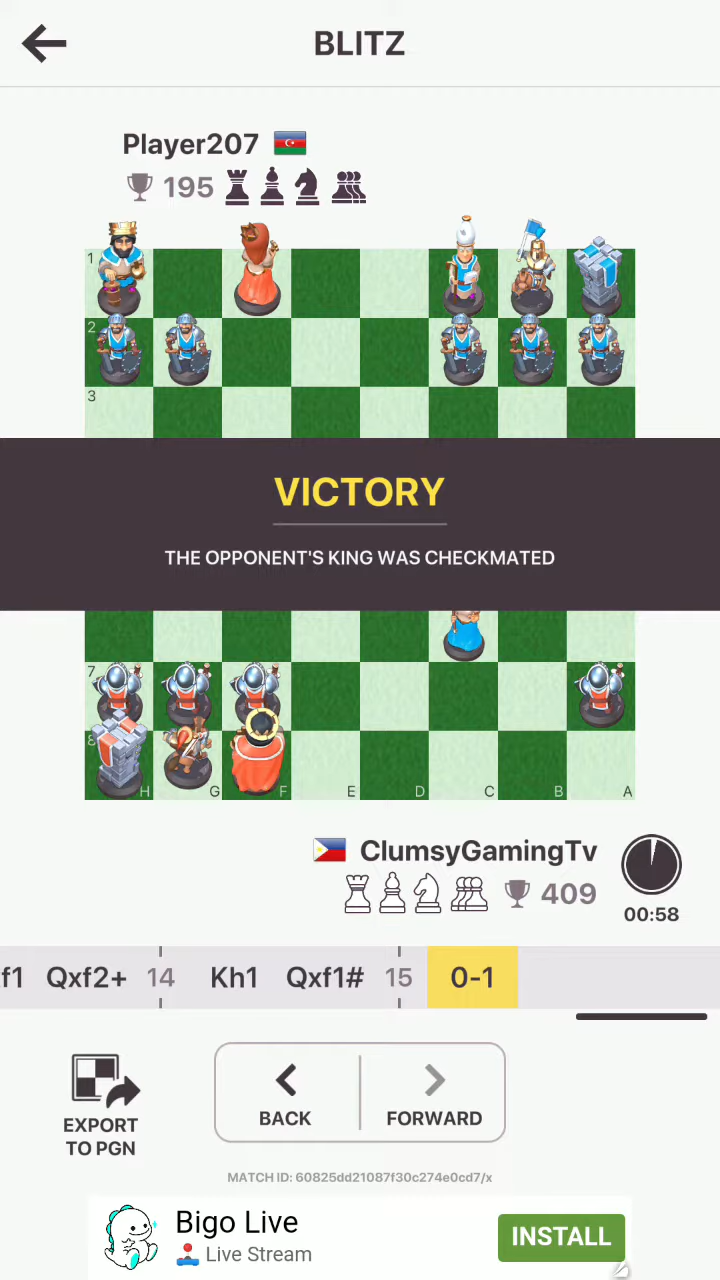 BLITZ
Player207
195
1
2
3
VICTORY
THE OPPONENT'S KING WAS CHECKMATED
7
8
H G F E D C B A
ClumsyGamingTv
409
00:58
f1 Qxf2+ 14 Kh1 Qxf1# 15 0-1
EXPORT
TO PGN
BACK
FORWARD
MATCH ID: 60825dd21087f30c274e0cd7/x
Bigo Live
Live Stream
INSTALL